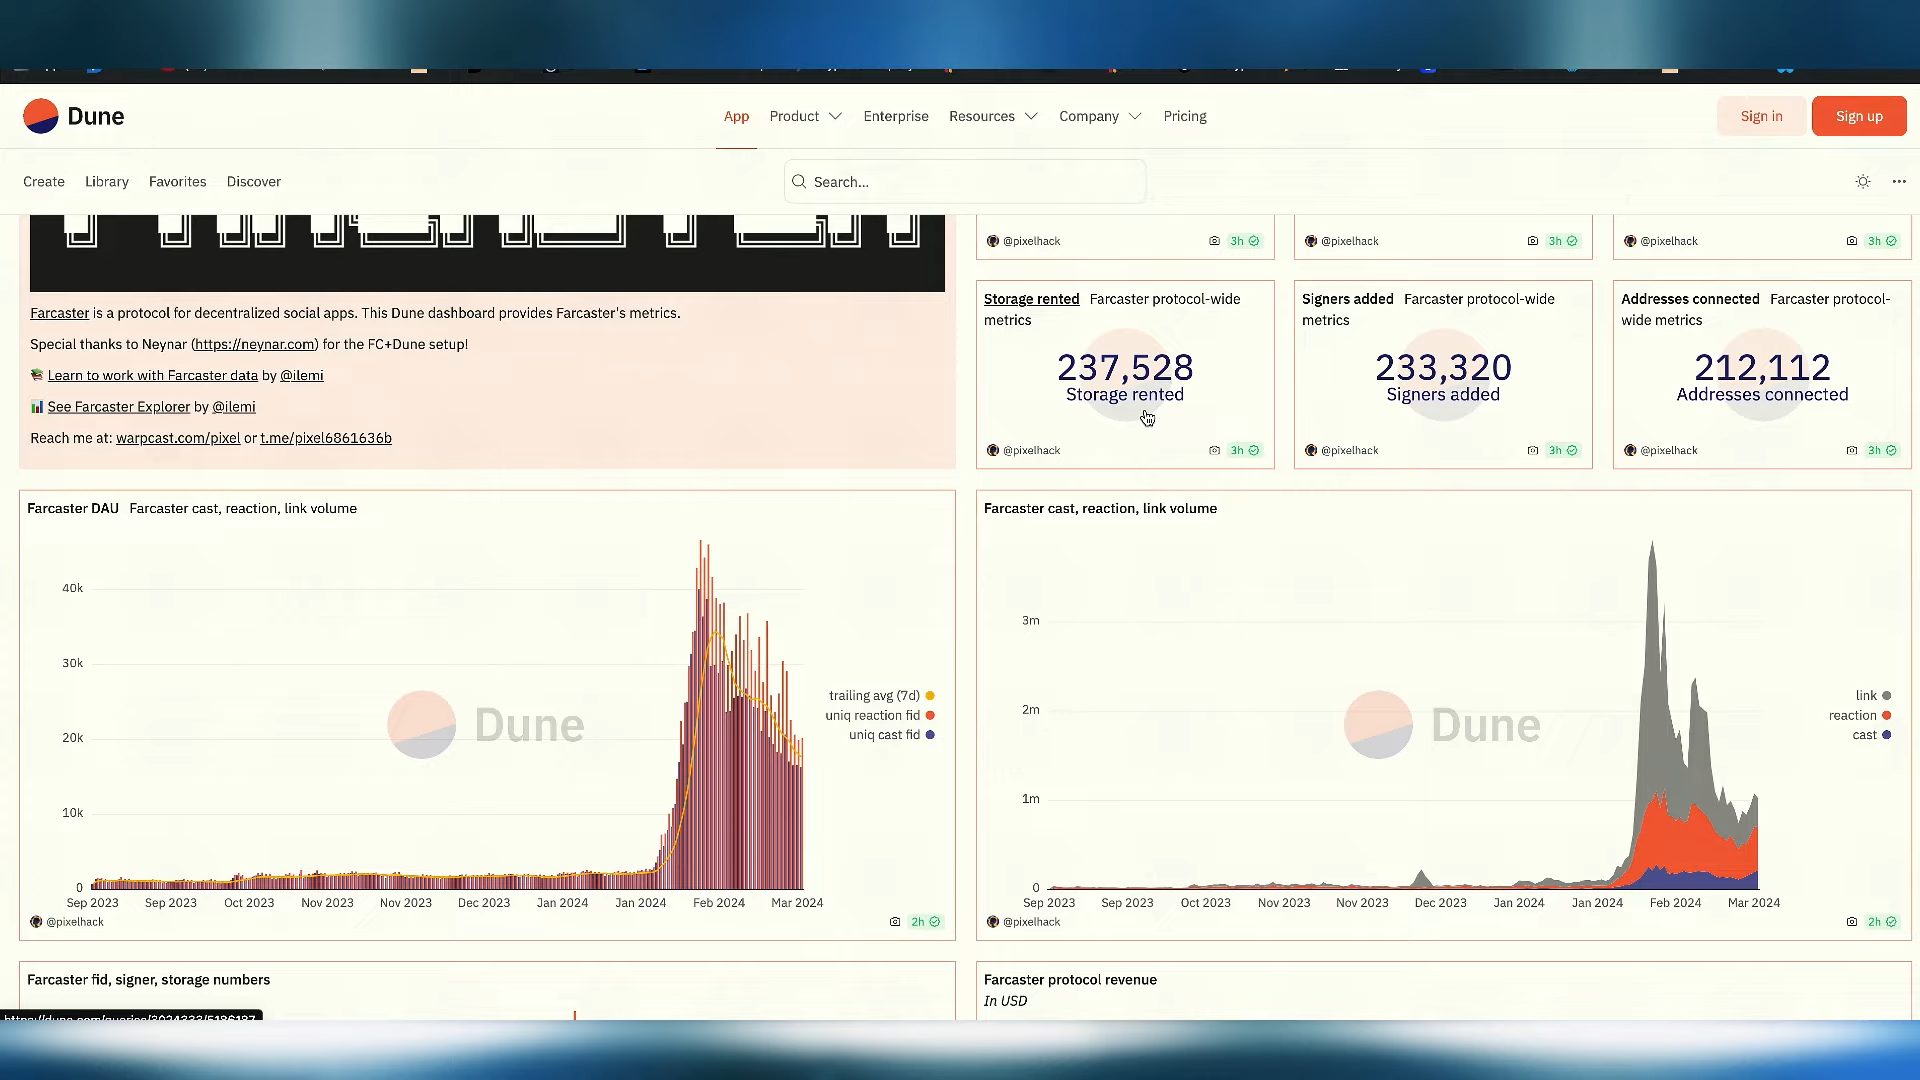 Dune
App Product Enterprise Resources Company Pricing
Sign in Sign up
Create Library Favorites Discover
Search...
@pixelhack 3h
@pixelhack 3h
@pixelhack 3h
Farcaster is a protocol for decentralized social apps. This Dune dashboard provides Farcaster's metrics.
Special thanks to Neynar (https://neynar.com) for the FC+Dune setup!
Learn to work with Farcaster data by @ilemi
See Farcaster Explorer by @ilemi
Reach me at: warpcast.com/pixel or t.me/pixel6861636b
Storage rented Farcaster protocol-wide
metrics
237,528
Storage rented
@pixelhack 3h
Signers added Farcaster protocol-wide
metrics
233,320
Signers added
@pixelhack 3h
Addresses connected Farcaster protocol-
wide metrics
212,112
Addresses connected
@pixelhack 3h
Farcaster DAU Farcaster cast, reaction, link volume
40k
30k
20k
10k
0
Dune
trailing avg (7d)
uniq reaction fid
uniq cast fid
Sep 2023 Sep 2023 Oct 2023 Nov 2023 Nov 2023 Dec 2023 Jan 2024 Jan 2024 Feb 2024 Mar 2024
@pixelhack 2h
Farcaster cast, reaction, link volume
3m
2m
1m
0
Dune
link
reaction
cast
Sep 2023 Sep 2023 Oct 2023 Nov 2023 Nov 2023 Dec 2023 Jan 2024 Jan 2024 Feb 2024 Mar 2024
@pixelhack 2h
Farcaster fid, signer, storage numbers
Farcaster protocol revenue
In USD